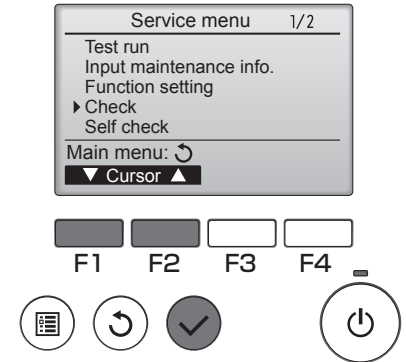 Service menu 1/2
Test run
Input maintenance info.
Function setting
Check
Self check
Main menu:
▼ Cursor ▲
F1 F2 F3 F4